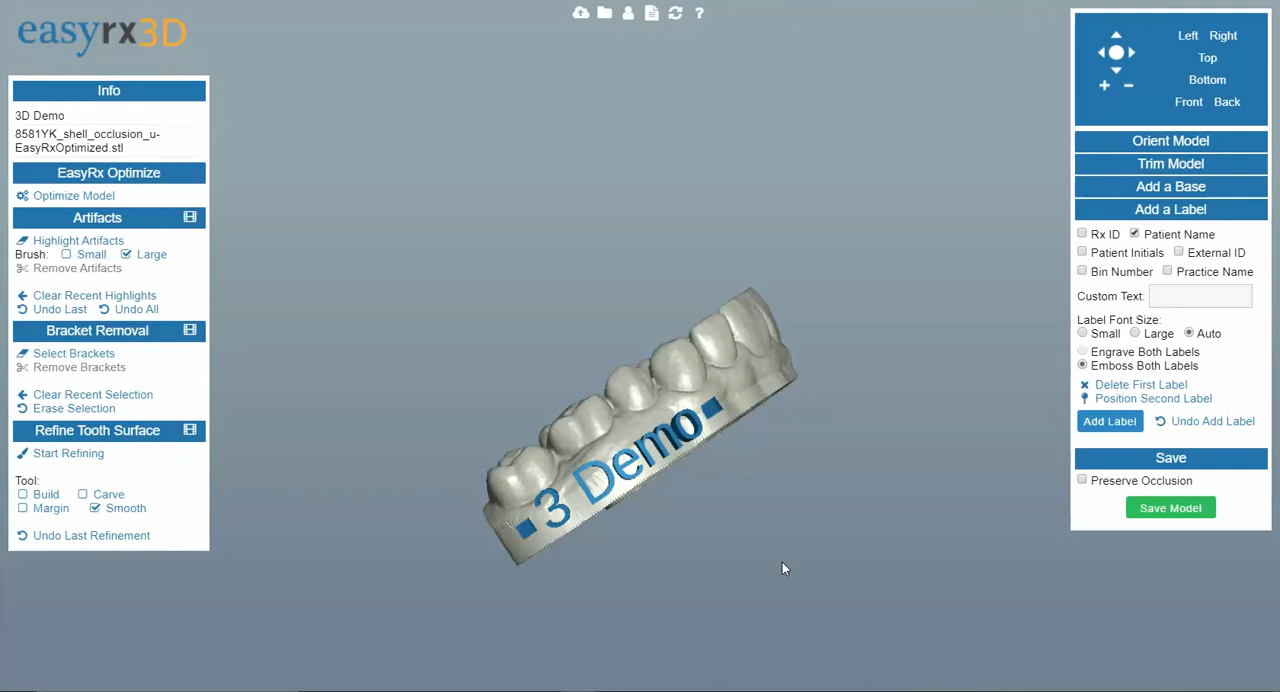 easyrx3D
?
Info
3D Demo
8581YK_shell_occlusion_u-
EasyRxOptimized.stl
EasyRx Optimize
Optimize Model
Artifacts
Highlight Artifacts
Brush: Small Large
Remove Artifacts
Clear Recent Highlights
Undo Last Undo All
Bracket Removal
Select Brackets
Remove Brackets
Clear Recent Selection
Erase Selection
Refine Tooth Surface
Start Refining
Tool:
Build Carve
Margin Smooth
Undo Last Refinement
3 Demo
Left Right
Top
+ − Bottom
Front Back
Orient Model
Trim Model
Add a Base
Add a Label
Rx ID Patient Name
Patient Initials External ID
Bin Number Practice Name
Custom Text:
Label Font Size:
Small Large Auto
Engrave Both Labels
Emboss Both Labels
Delete First Label
Position Second Label
Add Label Undo Add Label
Save
Preserve Occlusion
Save Model